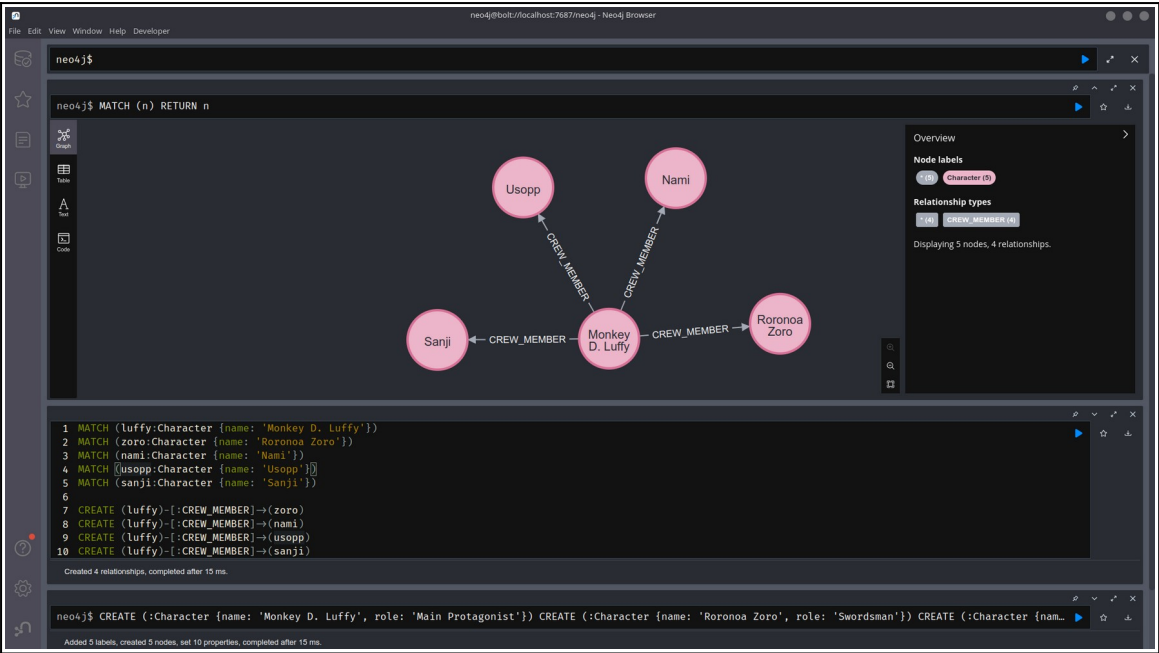 neo4j@bolt://localhost:7687/neo4j - Neo4j Browser
File Edit View Window Help Developer
neo4j$
neo4j$ MATCH (n) RETURN n
Graph
Table
Text
Code
Usopp
Nami
Sanji
Monkey
D. Luffy
Roronoa
Zoro
CREW_MEMBER
CREW_MEMBER
CREW_MEMBER
CREW_MEMBER
Overview
Node labels
* (5) Character (5)
Relationship types
* (4) CREW_MEMBER (4)
Displaying 5 nodes, 4 relationships.
1 MATCH (luffy:Character {name: 'Monkey D. Luffy'})
2 MATCH (zoro:Character {name: 'Roronoa Zoro'})
3 MATCH (nami:Character {name: 'Nami'})
4 MATCH (usopp:Character {name: 'Usopp'})
5 MATCH (sanji:Character {name: 'Sanji'})
6
7 CREATE (luffy)-[:CREW_MEMBER]→(zoro)
8 CREATE (luffy)-[:CREW_MEMBER]→(nami)
9 CREATE (luffy)-[:CREW_MEMBER]→(usopp)
10 CREATE (luffy)-[:CREW_MEMBER]→(sanji)
Created 4 relationships, completed after 15 ms.
neo4j$ CREATE (:Character {name: 'Monkey D. Luffy', role: 'Main Protagonist'}) CREATE (:Character {name: 'Roronoa Zoro', role: 'Swordsman'}) CREATE (:Character {nam…
Added 5 labels, created 5 nodes, set 10 properties, completed after 15 ms.